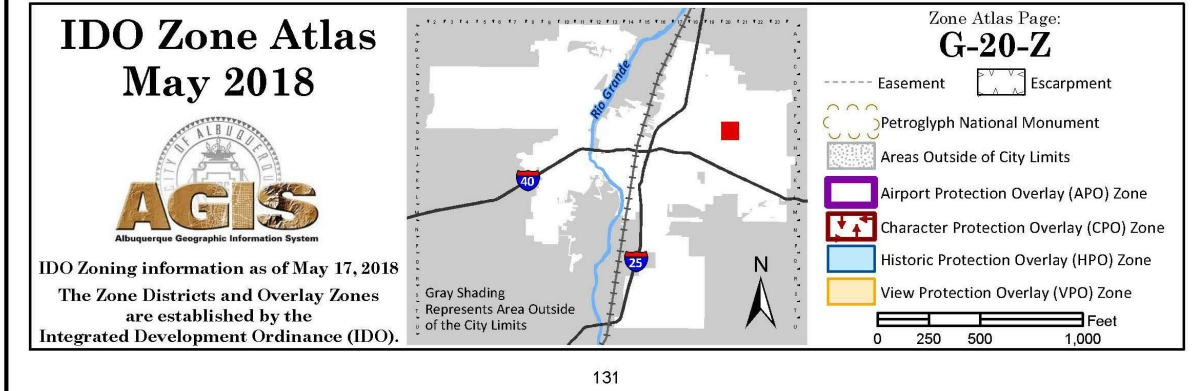 IDO Zone Atlas
May 2018
CITY OF ALBUQUERQUE
AGIS
Albuquerque Geographic Information System
IDO Zoning information as of May 17, 2018
The Zone Districts and Overlay Zones
are established by the
Integrated Development Ordinance (IDO).
Rio Grande
40
25
N
Gray Shading
Represents Area Outside
of the City Limits
Zone Atlas Page:
G-20-Z
Easement
Escarpment
Petroglyph National Monument
Areas Outside of City Limits
Airport Protection Overlay (APO) Zone
Character Protection Overlay (CPO) Zone
Historic Protection Overlay (HPO) Zone
View Protection Overlay (VPO) Zone
Feet
0 250 500 1,000
131